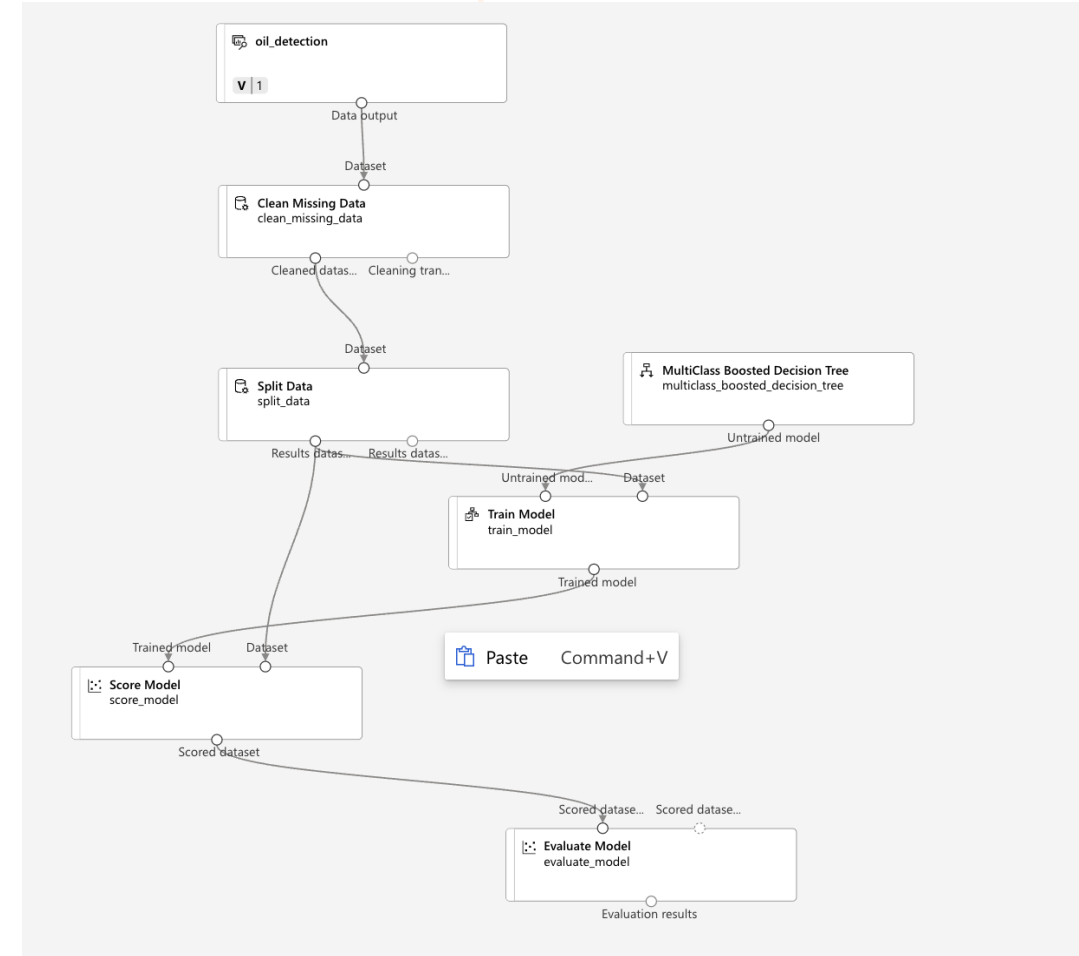 oil_detection
V 1
Data output
Dataset
Clean Missing Data
clean_missing_data
Cleaned datas... Cleaning tran...
Dataset
Split Data
split_data
MultiClass Boosted Decision Tree
multiclass_boosted_decision_tree
Untrained model
Results datas... Results datas...
Untrained mod... Dataset
Train Model
train_model
Trained model
Trained model Dataset
Paste Command+V
Score Model
score_model
Scored dataset
Scored datase... Scored datase...
Evaluate Model
evaluate_model
Evaluation results